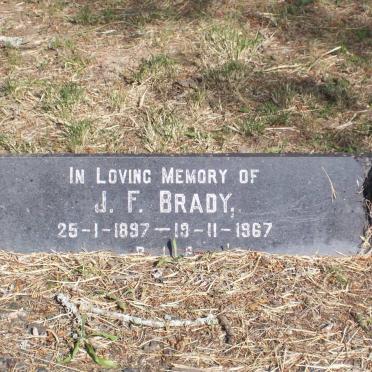 In Loving Memory of
J. F. Brady,
25-1-1897 — 19-11-1967